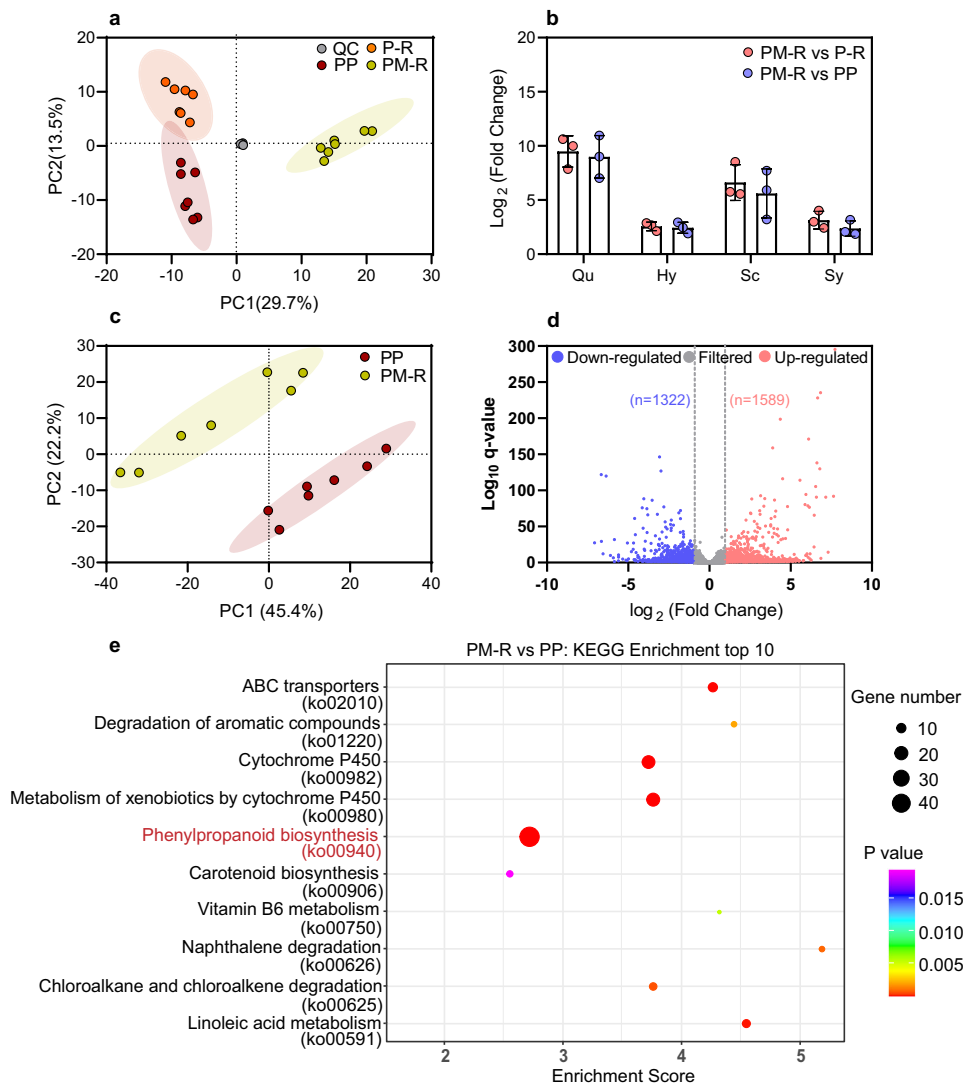 a
QC P-R
PP PM-R
PC2(13.5%)
20
10
0
-10
-20
-20 -10 0 10 20 30
PC1(29.7%)
b
PM-R vs P-R
PM-R vs PP
Log 2 (Fold Change)
20
15
10
5
0
Qu Hy Sc Sy
c
PP
PM-R
PC2 (22.2%)
30
20
10
0
-10
-20
-30
-40 -20 0 20 40
PC1 (45.4%)
d
Down-regulated Filtered Up-regulated
(n=1322) (n=1589)
Log10 q-value
300
250
200
150
100
50
0
-10 -5 0 5 10
log 2 (Fold Change)
e
PM-R vs PP: KEGG Enrichment top 10
ABC transporters
(ko02010)
Degradation of aromatic compounds
(ko01220)
Cytochrome P450
(ko00982)
Metabolism of xenobiotics by cytochrome P450
(ko00980)
Phenylpropanoid biosynthesis
(ko00940)
Carotenoid biosynthesis
(ko00906)
Vitamin B6 metabolism
(ko00750)
Naphthalene degradation
(ko00626)
Chloroalkane and chloroalkene degradation
(ko00625)
Linoleic acid metabolism
(ko00591)
2 3 4 5
Enrichment Score
Gene number
10
20
30
40
P value
0.015
0.010
0.005